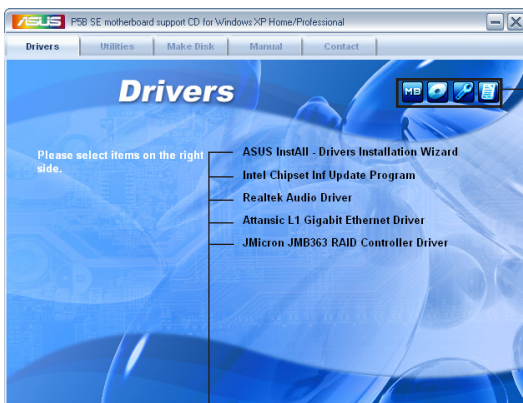 ASUS P5B SE motherboard support CD for Windows XP Home/Professional
Drivers Utilities Make Disk Manual Contact
Drivers
MB
Please select items on the right
side.
ASUS InstAll - Drivers Installation Wizard
Intel Chipset Inf Update Program
Realtek Audio Driver
Attansic L1 Gigabit Ethernet Driver
JMicron JMB363 RAID Controller Driver